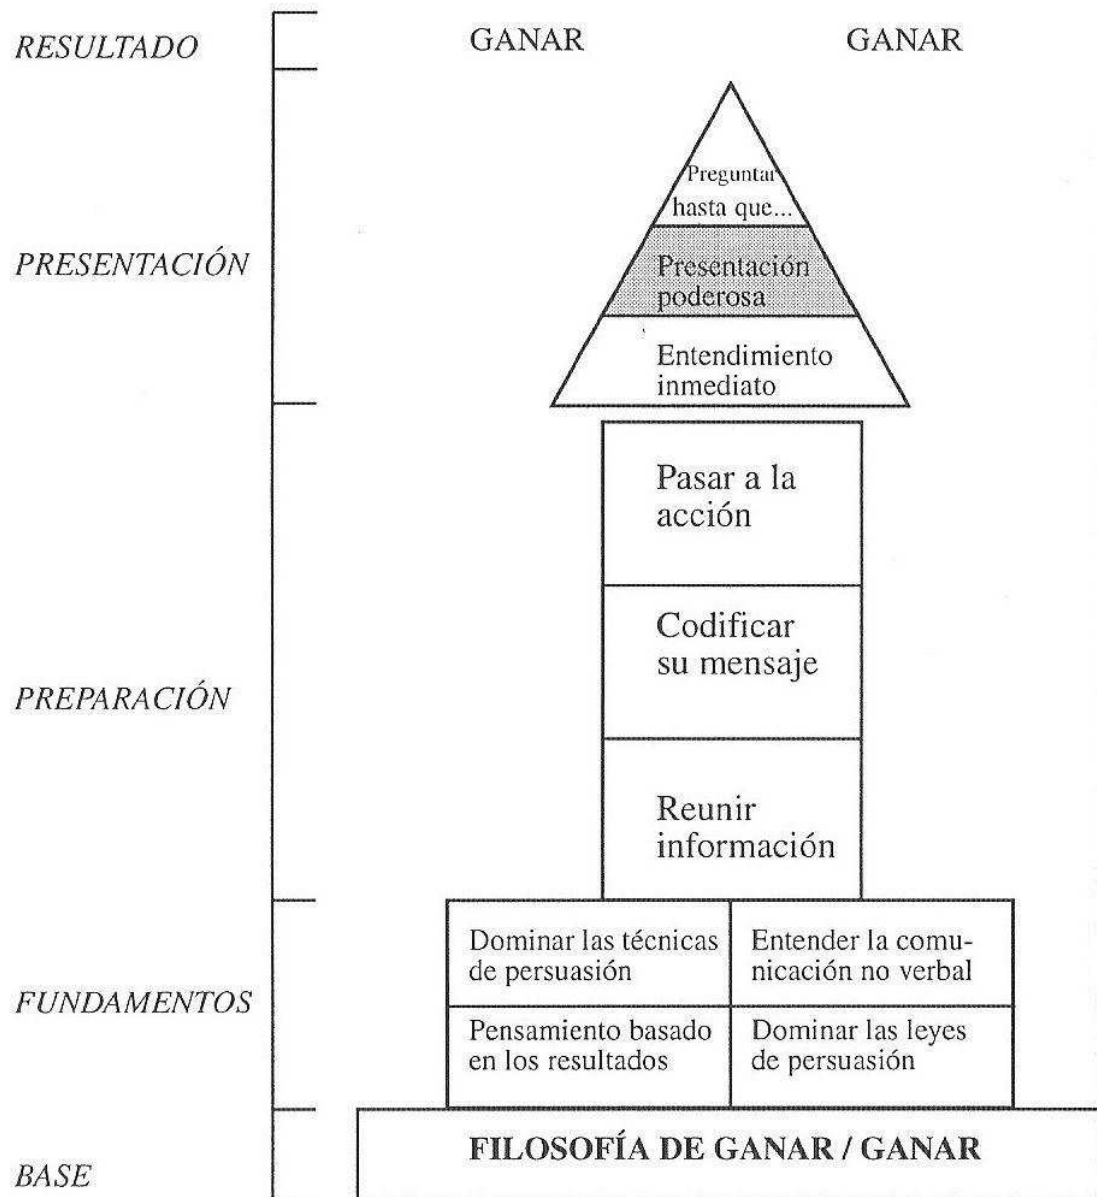 RESULTADO
GANAR GANAR
Preguntar
hasta que...
PRESENTACIÓN
Presentación
poderosa
Entendimiento
inmediato
Pasar a la
acción
Codificar
su mensaje
PREPARACIÓN
Reunir
información
Dominar las técnicas
de persuasión
Entender la comu-
nicación no verbal
FUNDAMENTOS
Pensamiento basado
en los resultados
Dominar las leyes
de persuasión
FILOSOFÍA DE GANAR / GANAR
BASE